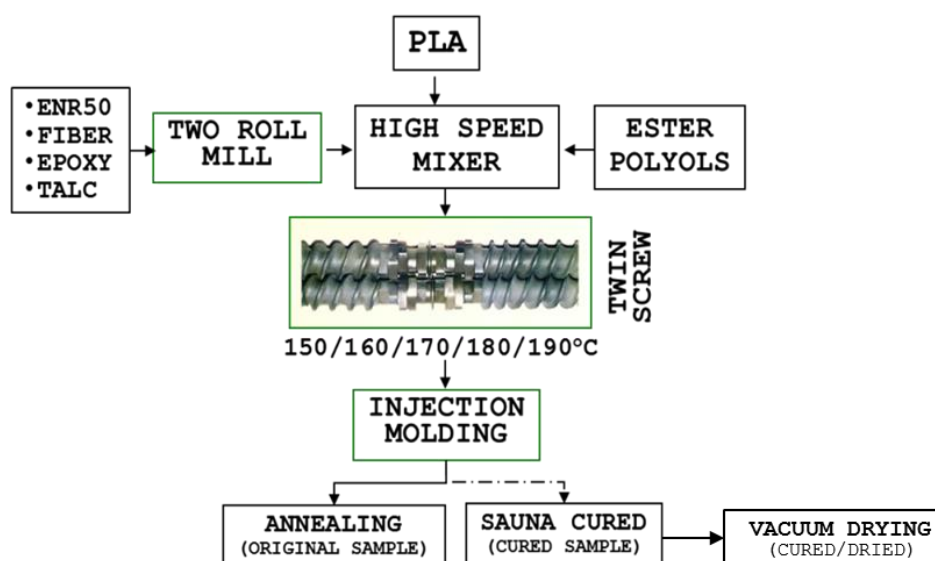 PLA
•ENR50
•FIBER
•EPOXY
•TALC
TWO ROLL
MILL
HIGH SPEED
MIXER
ESTER
POLYOLS
TWIN
SCREW
150/160/170/180/190°C
INJECTION
MOLDING
ANNEALING
(ORIGINAL SAMPLE)
SAUNA CURED
(CURED SAMPLE)
VACUUM DRYING
(CURED/DRIED)